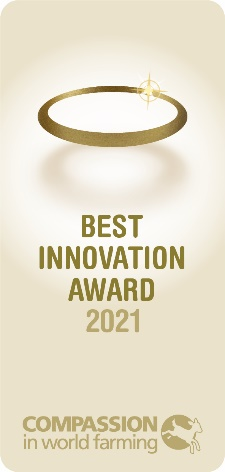 BEST
INNOVATION
AWARD
2021
COMPASSION
in world farming